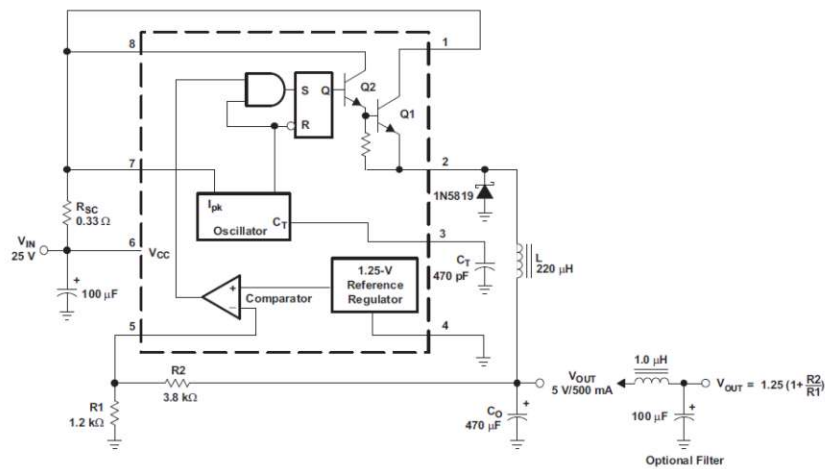 8
1
S
Q
Q2
Q1
R
7
2
1N5819
Ipk
CT
Oscillator
RSC
0.33 Ω
3
VIN
25 V
6
VCC
CT
470 pF
L
220 μH
+
100 μF
+
−
Comparator
1.25-V
Reference
Regulator
5
4
R2
3.8 kΩ
VOUT
5 V/500 mA
1.0 μH
VOUT = 1.25 (1+ R2/R1)
R1
1.2 kΩ
CO
470 μF
+
100 μF
+
Optional Filter